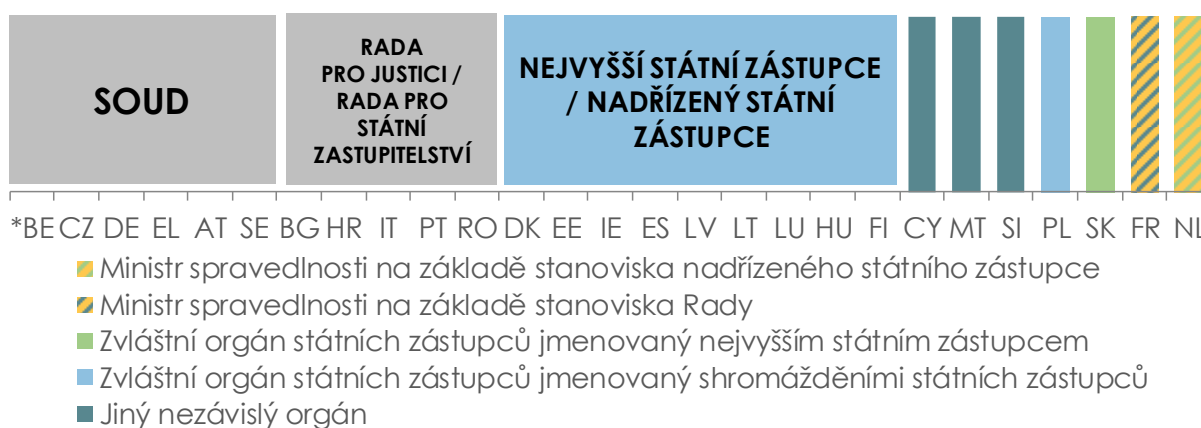 SOUD
RADA
PRO JUSTICI /
RADA PRO
STÁTNÍ
ZASTUPITELSTVÍ
NEJVYŠŠÍ STÁTNÍ ZÁSTUPCE
/ NADŘÍZENÝ STÁTNÍ
ZÁSTUPCE
*BE CZ DE EL AT SE BG HR IT PT RO DK EE IE ES LV LT LU HU FI CY MT SI PL SK FR NL
Ministr spravedlnosti na základě stanoviska nadřízeného státního zástupce
Ministr spravedlnosti na základě stanoviska Rady
Zvláštní orgán státních zástupců jmenovaný nejvyšším státním zástupcem
Zvláštní orgán státních zástupců jmenovaný shromážděními státních zástupců
Jiný nezávislý orgán